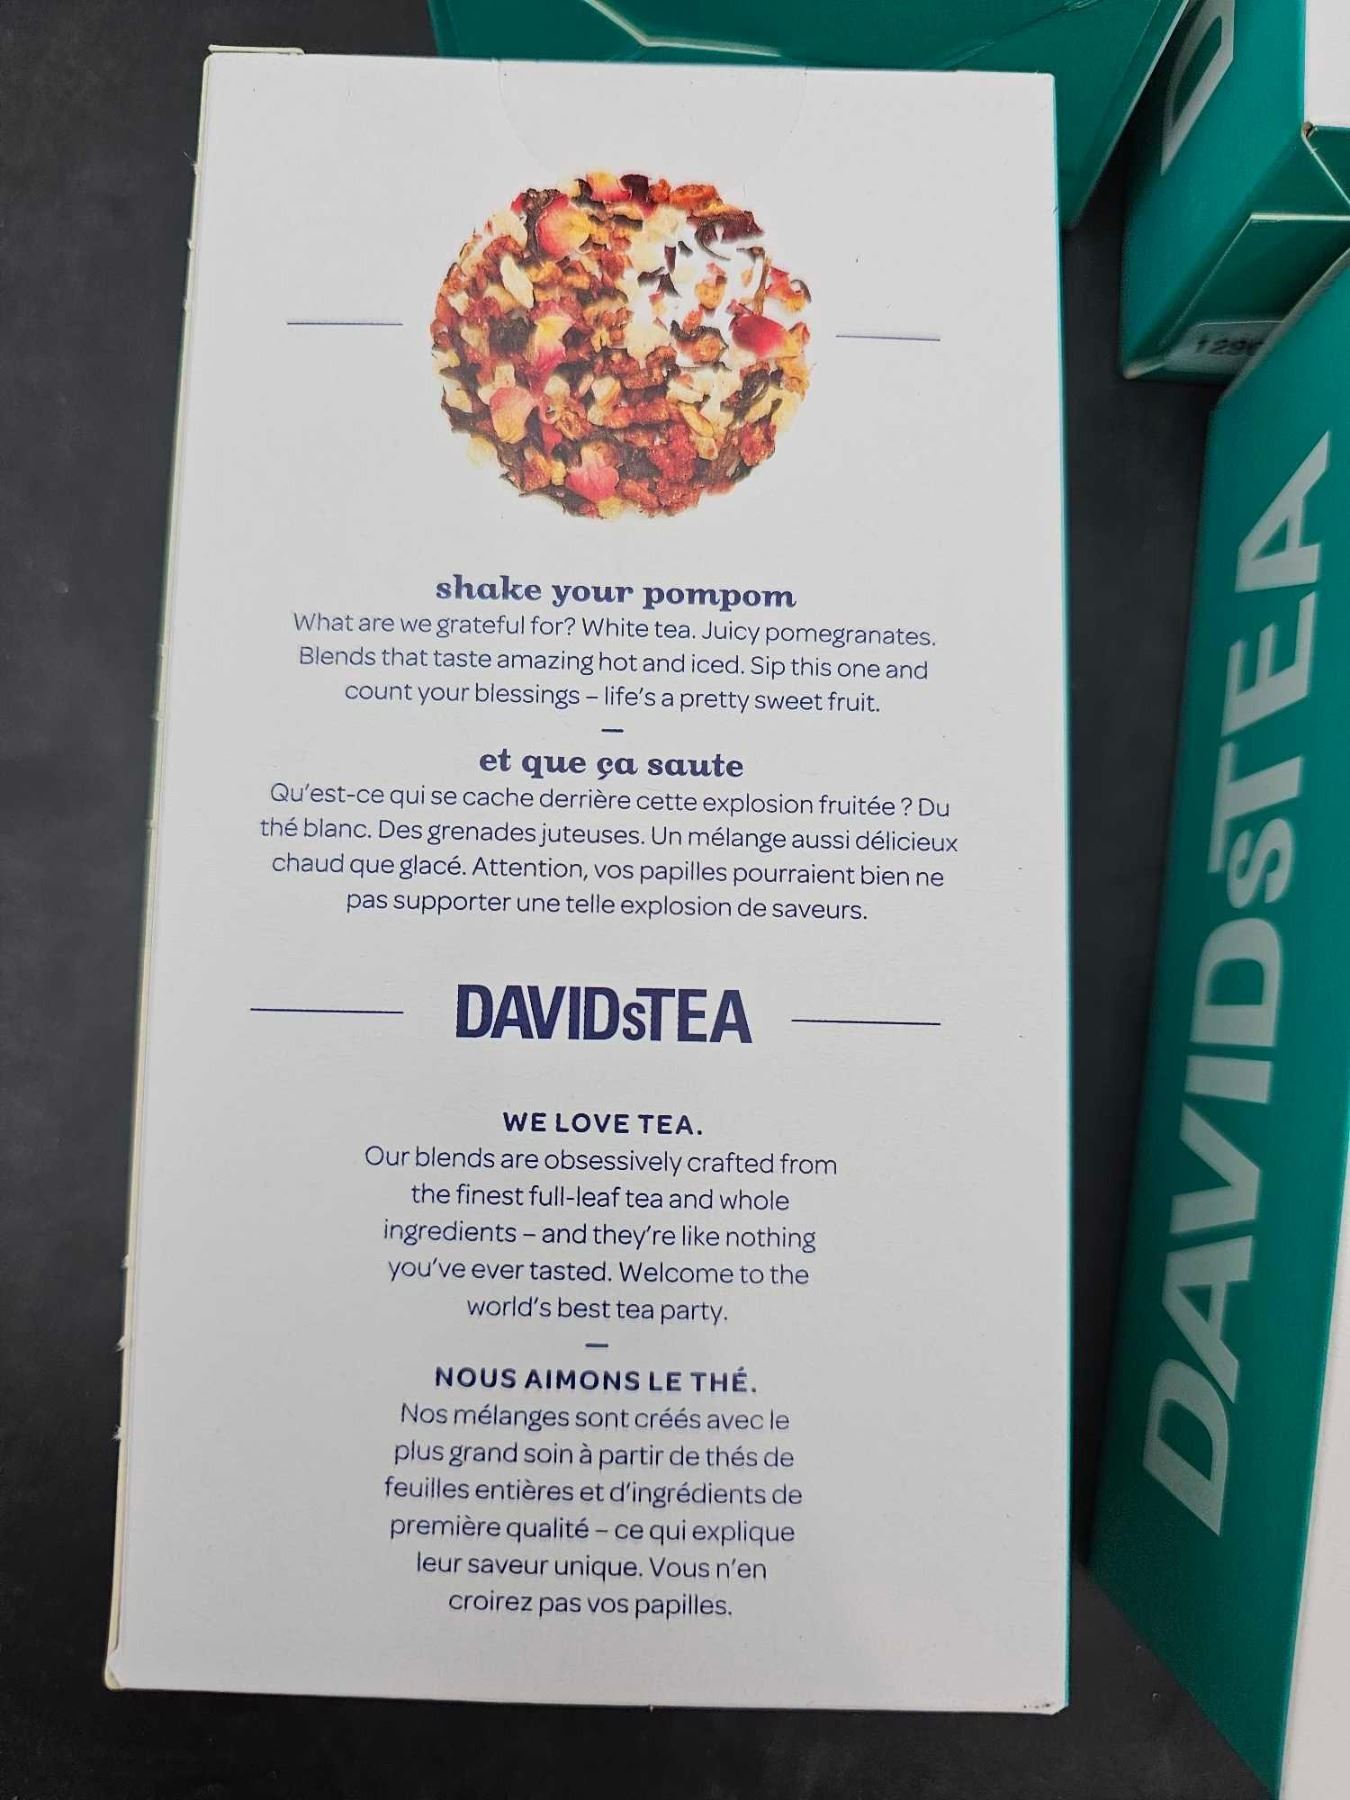 shake your pompom
What are we grateful for? White tea. Juicy pomegranates.
Blends that taste amazing hot and iced. Sip this one and
count your blessings – life's a pretty sweet fruit.
et que ça saute
Qu'est-ce qui se cache derrière cette explosion fruitée ? Du
thé blanc. Des grenades juteuses. Un mélange aussi délicieux
chaud que glacé. Attention, vos papilles pourraient bien ne
pas supporter une telle explosion de saveurs.
DAVIDsTEA
WE LOVE TEA.
Our blends are obsessively crafted from
the finest full-leaf tea and whole
ingredients – and they're like nothing
you've ever tasted. Welcome to the
world's best tea party.
NOUS AIMONS LE THÉ.
Nos mélanges sont créés avec le
plus grand soin à partir de thés de
feuilles entières et d'ingrédients de
première qualité – ce qui explique
leur saveur unique. Vous n'en
croirez pas vos papilles.
DAVIDsTEA